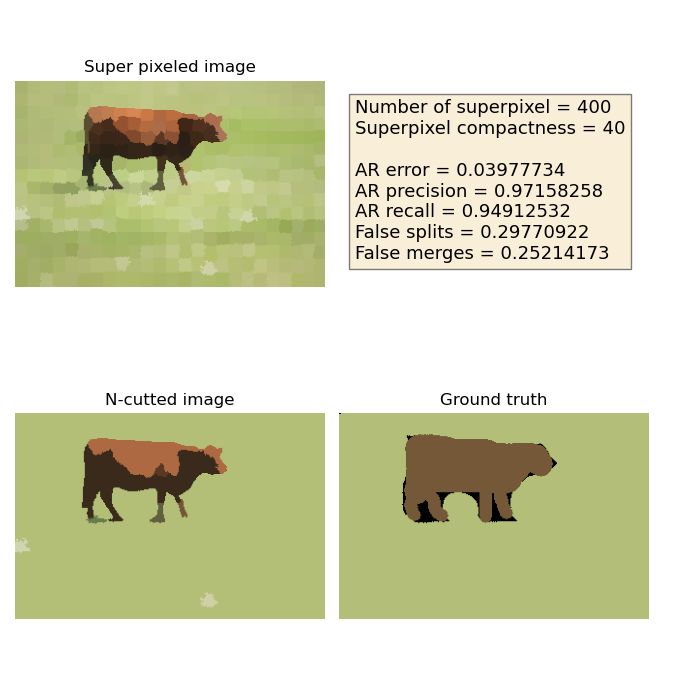 Super pixeled image
Number of superpixel = 400
Superpixel compactness = 40
AR error = 0.03977734
AR precision = 0.97158258
AR recall = 0.94912532
False splits = 0.29770922
False merges = 0.25214173
N-cutted image
Ground truth